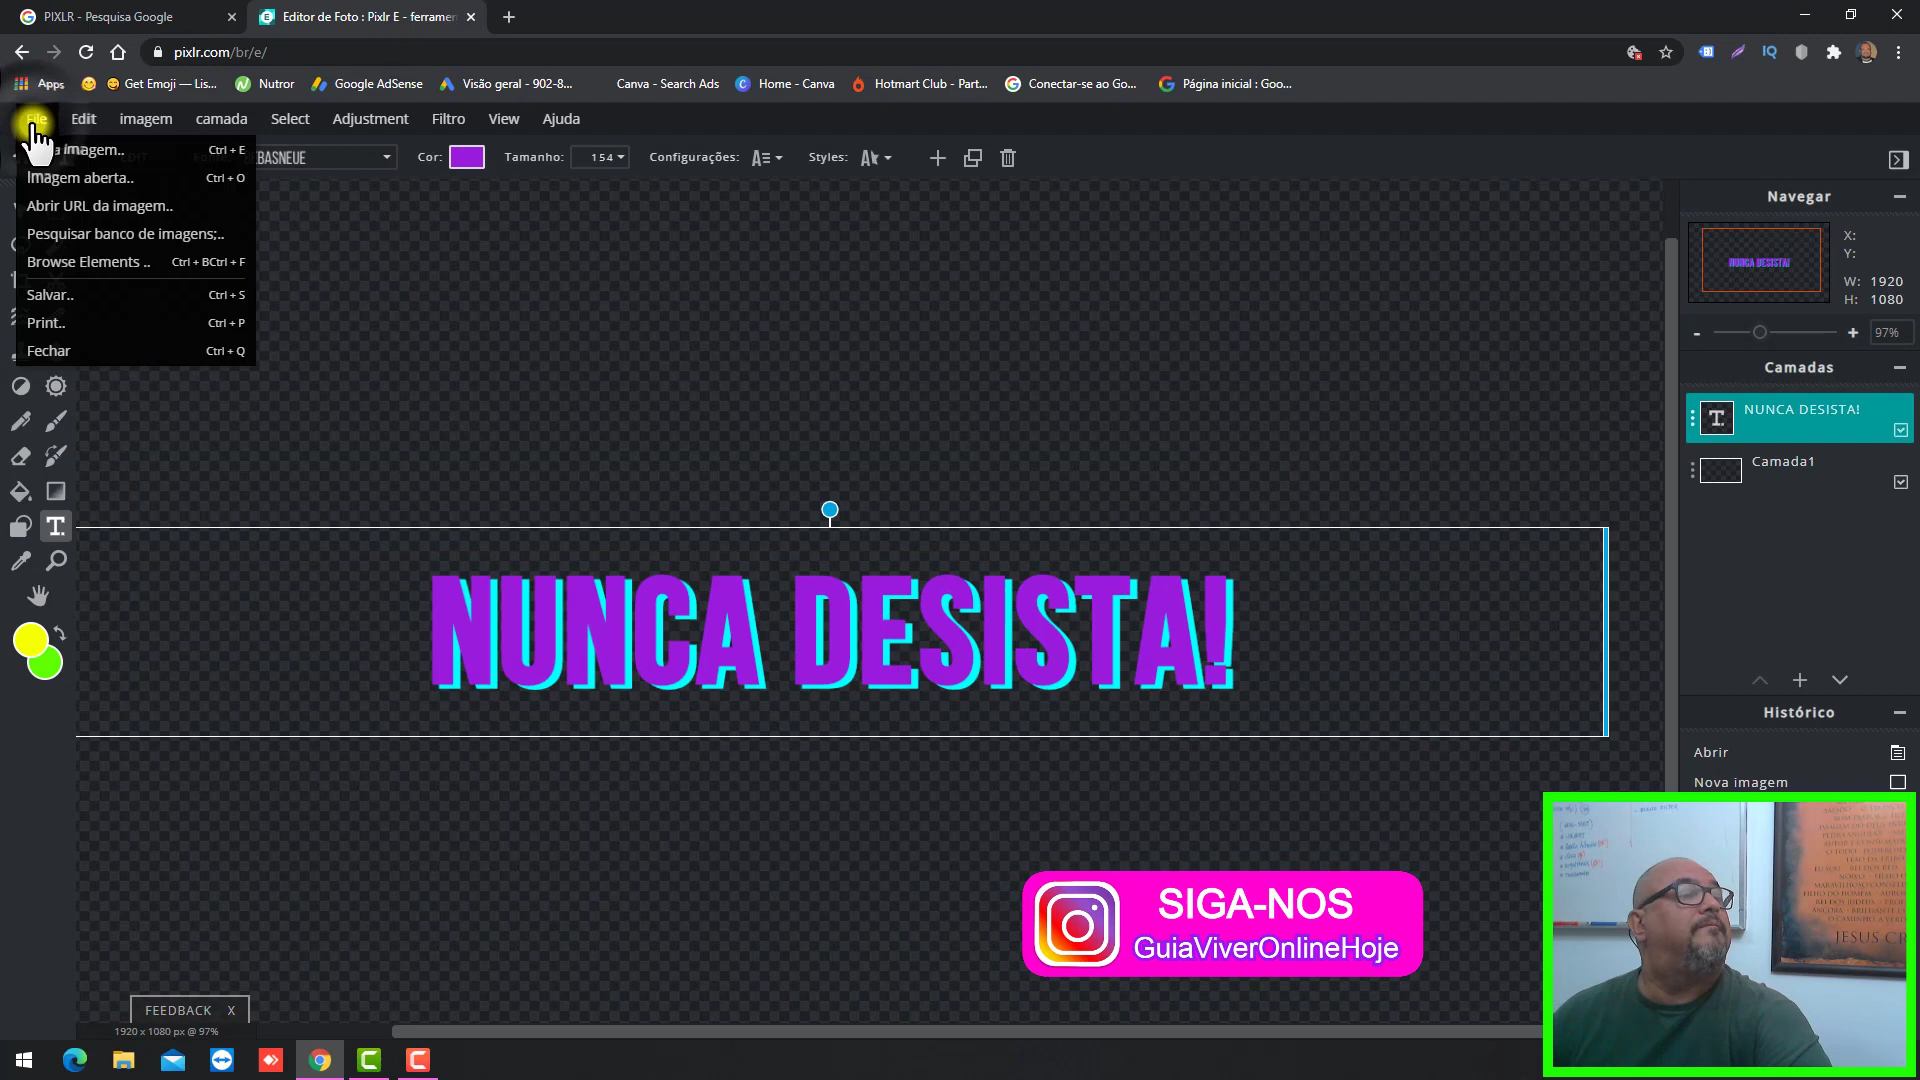 PIXLR - Pesquisa Google
Editor de Foto : Pixlr E - ferramen
pixlr.com/br/e/
Apps
Get Emoji — Lis...
Nutror
Google AdSense
Visão geral - 902-8...
Canva - Search Ads
Home - Canva
Hotmart Club - Part...
Conectar-se ao Go...
Página inicial : Goo...
File
Edit
imagem
camada
Select
Adjustment
Filtro
View
Ajuda
BEBASNEUE
Cor:
Tamanho:
154
Configurações:
Styles:
imagem..
Ctrl + E
Imagem aberta..
Ctrl + O
Abrir URL da imagem..
Pesquisar banco de imagens;..
Browse Elements ..
Ctrl + BCtrl + F
Salvar..
Ctrl + S
Print..
Ctrl + P
Fechar
Ctrl + Q
Navegar
NUNCA DESISTA!
X:
Y:
W: 1920
H: 1080
97%
Camadas
NUNCA DESISTA!
Camada1
NUNCA DESISTA!
Histórico
Abrir
Nova imagem
SIGA-NOS
GuiaViverOnlineHoje
FEEDBACK X
1920 x 1080 px @ 97%